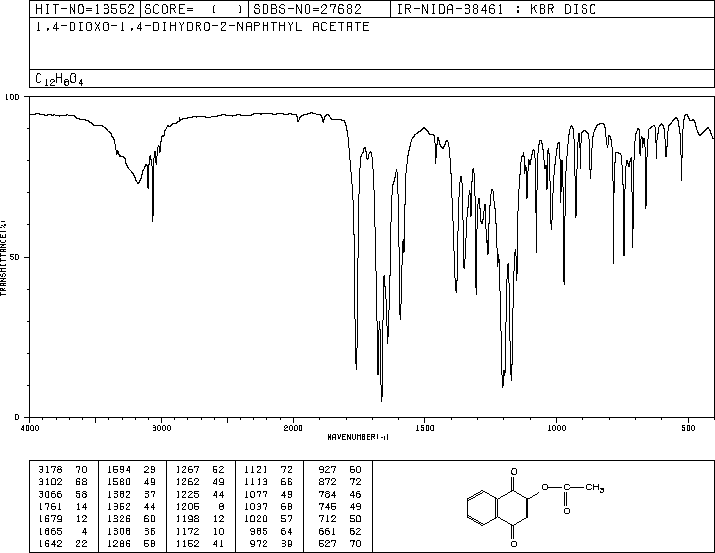 HIT-NO=13552 SCORE= ( ) SDBS-NO=27682 IR-NIDA-38461 : KBR DISC
1,4-DIOXO-1,4-DIHYDRO-2-NAPHTHYL ACETATE
C12H8O4
100
TRANSMITTANCE(%)
50
0
4000 3000 2000 1500 1000 500
WAVENUMBER(-1)
3178 70 1594 29 1267 52 1121 72 927 60
3102 68 1580 49 1262 49 1113 66 872 72
3066 58 1382 37 1225 44 1077 49 784 46
1761 14 1352 44 1205 8 1037 68 745 49
1679 12 1326 60 1198 12 1020 57 712 50
1665 4 1308 36 1172 10 985 64 661 62
1642 22 1286 58 1152 41 972 39 527 70
O
O C CH3
O
O